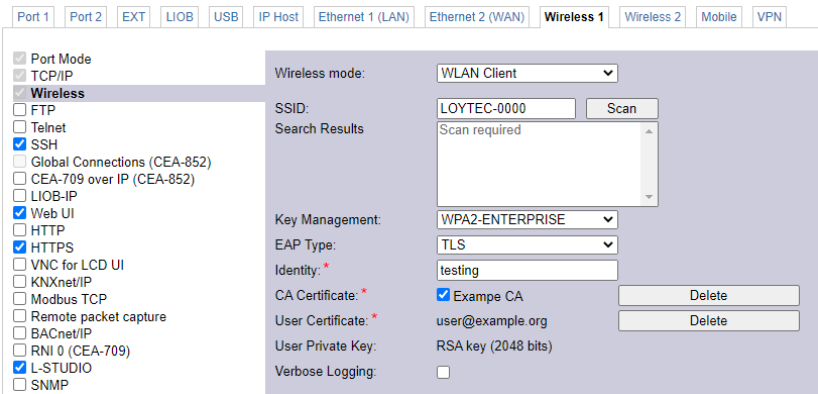 Port 1 Port 2 EXT LIOB USB IP Host Ethernet 1 (LAN) Ethernet 2 (WAN) Wireless 1 Wireless 2 Mobile VPN
Port Mode
TCP/IP
Wireless
FTP
Telnet
SSH
Global Connections (CEA-852)
CEA-709 over IP (CEA-852)
LIOB-IP
Web UI
HTTP
HTTPS
VNC for LCD UI
KNXnet/IP
Modbus TCP
Remote packet capture
BACnet/IP
RNI 0 (CEA-709)
L-STUDIO
SNMP
Wireless mode: WLAN Client
SSID: LOYTEC-0000 Scan
Search Results Scan required
Key Management: WPA2-ENTERPRISE
EAP Type: TLS
Identity: * testing
CA Certificate: * Exampe CA Delete
User Certificate: * user@example.org Delete
User Private Key: RSA key (2048 bits)
Verbose Logging: